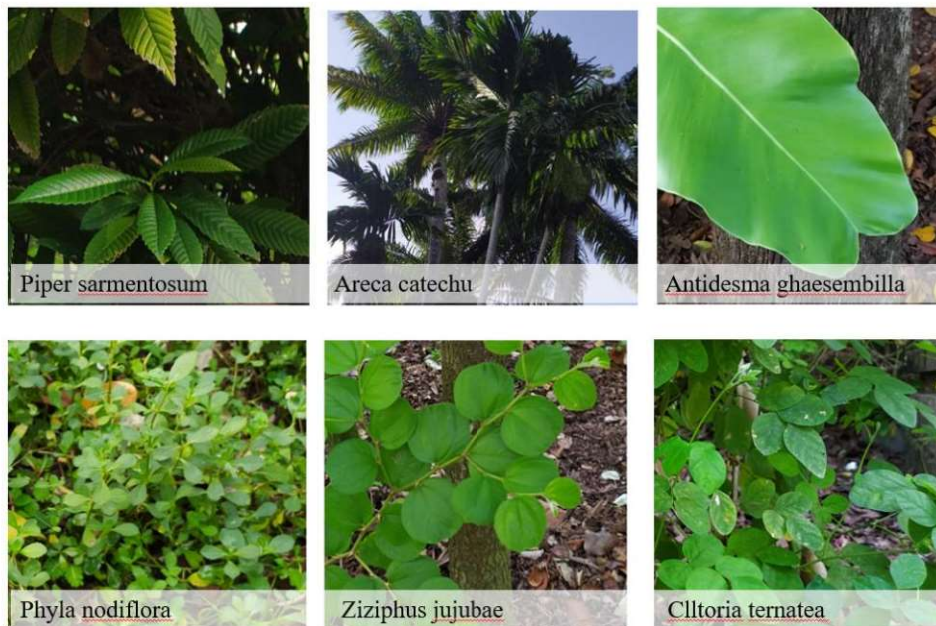 Piper sarmentosum
Areca catechu
Antidesma ghaesembilla
Phyla nodiflora
Ziziphus jujubae
Clltoria ternatea